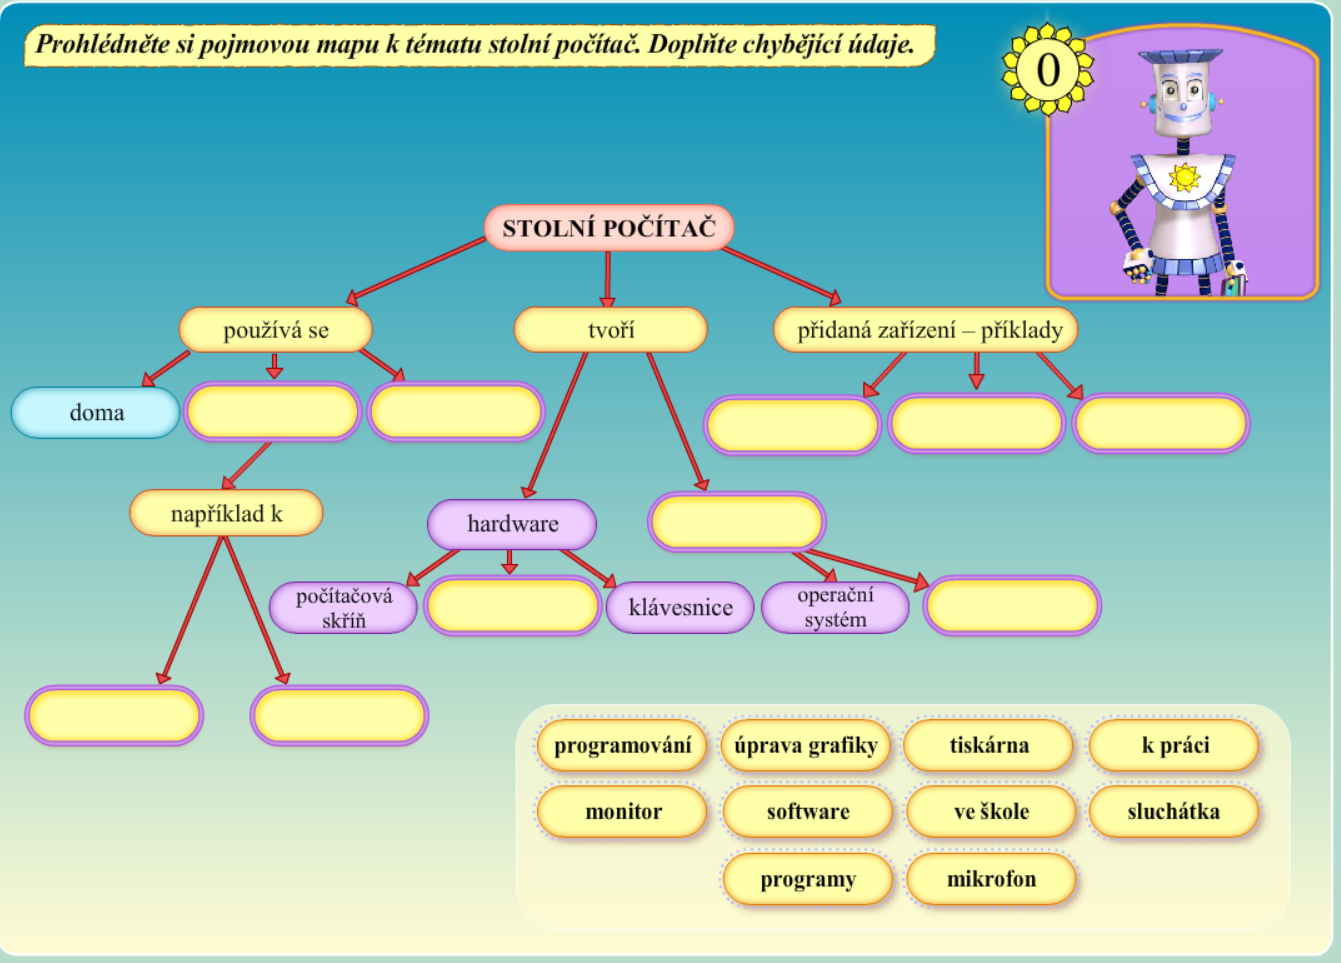 Prohlédněte si pojmovou mapu k tématu stolní počítač. Doplňte chybějící údaje.
0
STOLNÍ POČÍTAČ
používá se
tvoří
přidaná zařízení – příklady
doma
například k
hardware
počítačová
skříň
klávesnice
operační
systém
programování
úprava grafiky
tiskárna
k práci
monitor
software
ve škole
sluchátka
programy
mikrofon